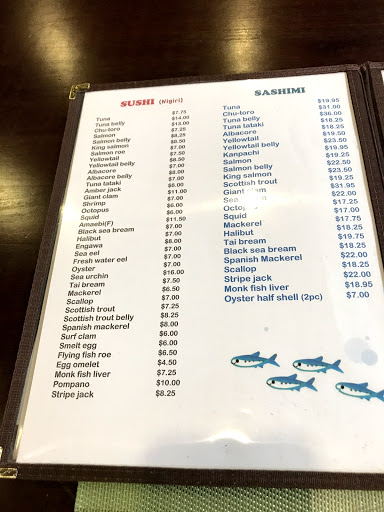 SUSHI (Nigiri)
Tuna $7.75
Tuna belly $14.00
Chu-toro $13.00
Salmon $7.25
Salmon belly $8.25
King salmon $8.50
Salmon roe $7.00
Yellowtail $7.50
Yellowtail belly $8.50
Albacore $7.00
Albacore belly $8.00
Tuna tataki $7.00
Amber jack $8.00
Giant clam $11.00
Shrimp $6.00
Octopus $6.00
Squid $6.00
Amaebi(F) $11.50
Black sea bream $7.00
Halibut $7.00
Engawa $8.00
Sea eel $7.00
Fresh water eel $7.00
Oyster $7.00
Sea urchin $16.00
Tai bream $7.50
Mackerel $6.50
Scallop $7.00
Scottish trout $7.00
Scottish trout belly $8.25
Spanish mackerel $8.00
Surf clam $6.00
Smelt egg $6.00
Flying fish roe $6.50
Egg omelet $4.50
Monk fish liver $7.25
Pompano $10.00
Stripe jack $8.25
SASHIMI
Tuna $19.95
Chu-toro $31.00
Tuna belly $36.00
Tuna tataki $18.25
Albacore $18.25
Yellowtail $19.50
Yellowtail belly $23.50
Kanpachi $19.25
Salmon $19.25
Salmon belly $22.50
King salmon $23.50
Scottish trout $19.25
Giant clam $31.95
Sea $22.00
Octopus $17.25
Squid $17.00
Mackerel $17.75
Halibut $18.25
Tai bream $19.75
Black sea bream $18.25
Spanish Mackerel $22.00
Scallop $18.25
Stripe jack $22.00
Monk fish liver $18.95
Oyster half shell (2pc) $7.00